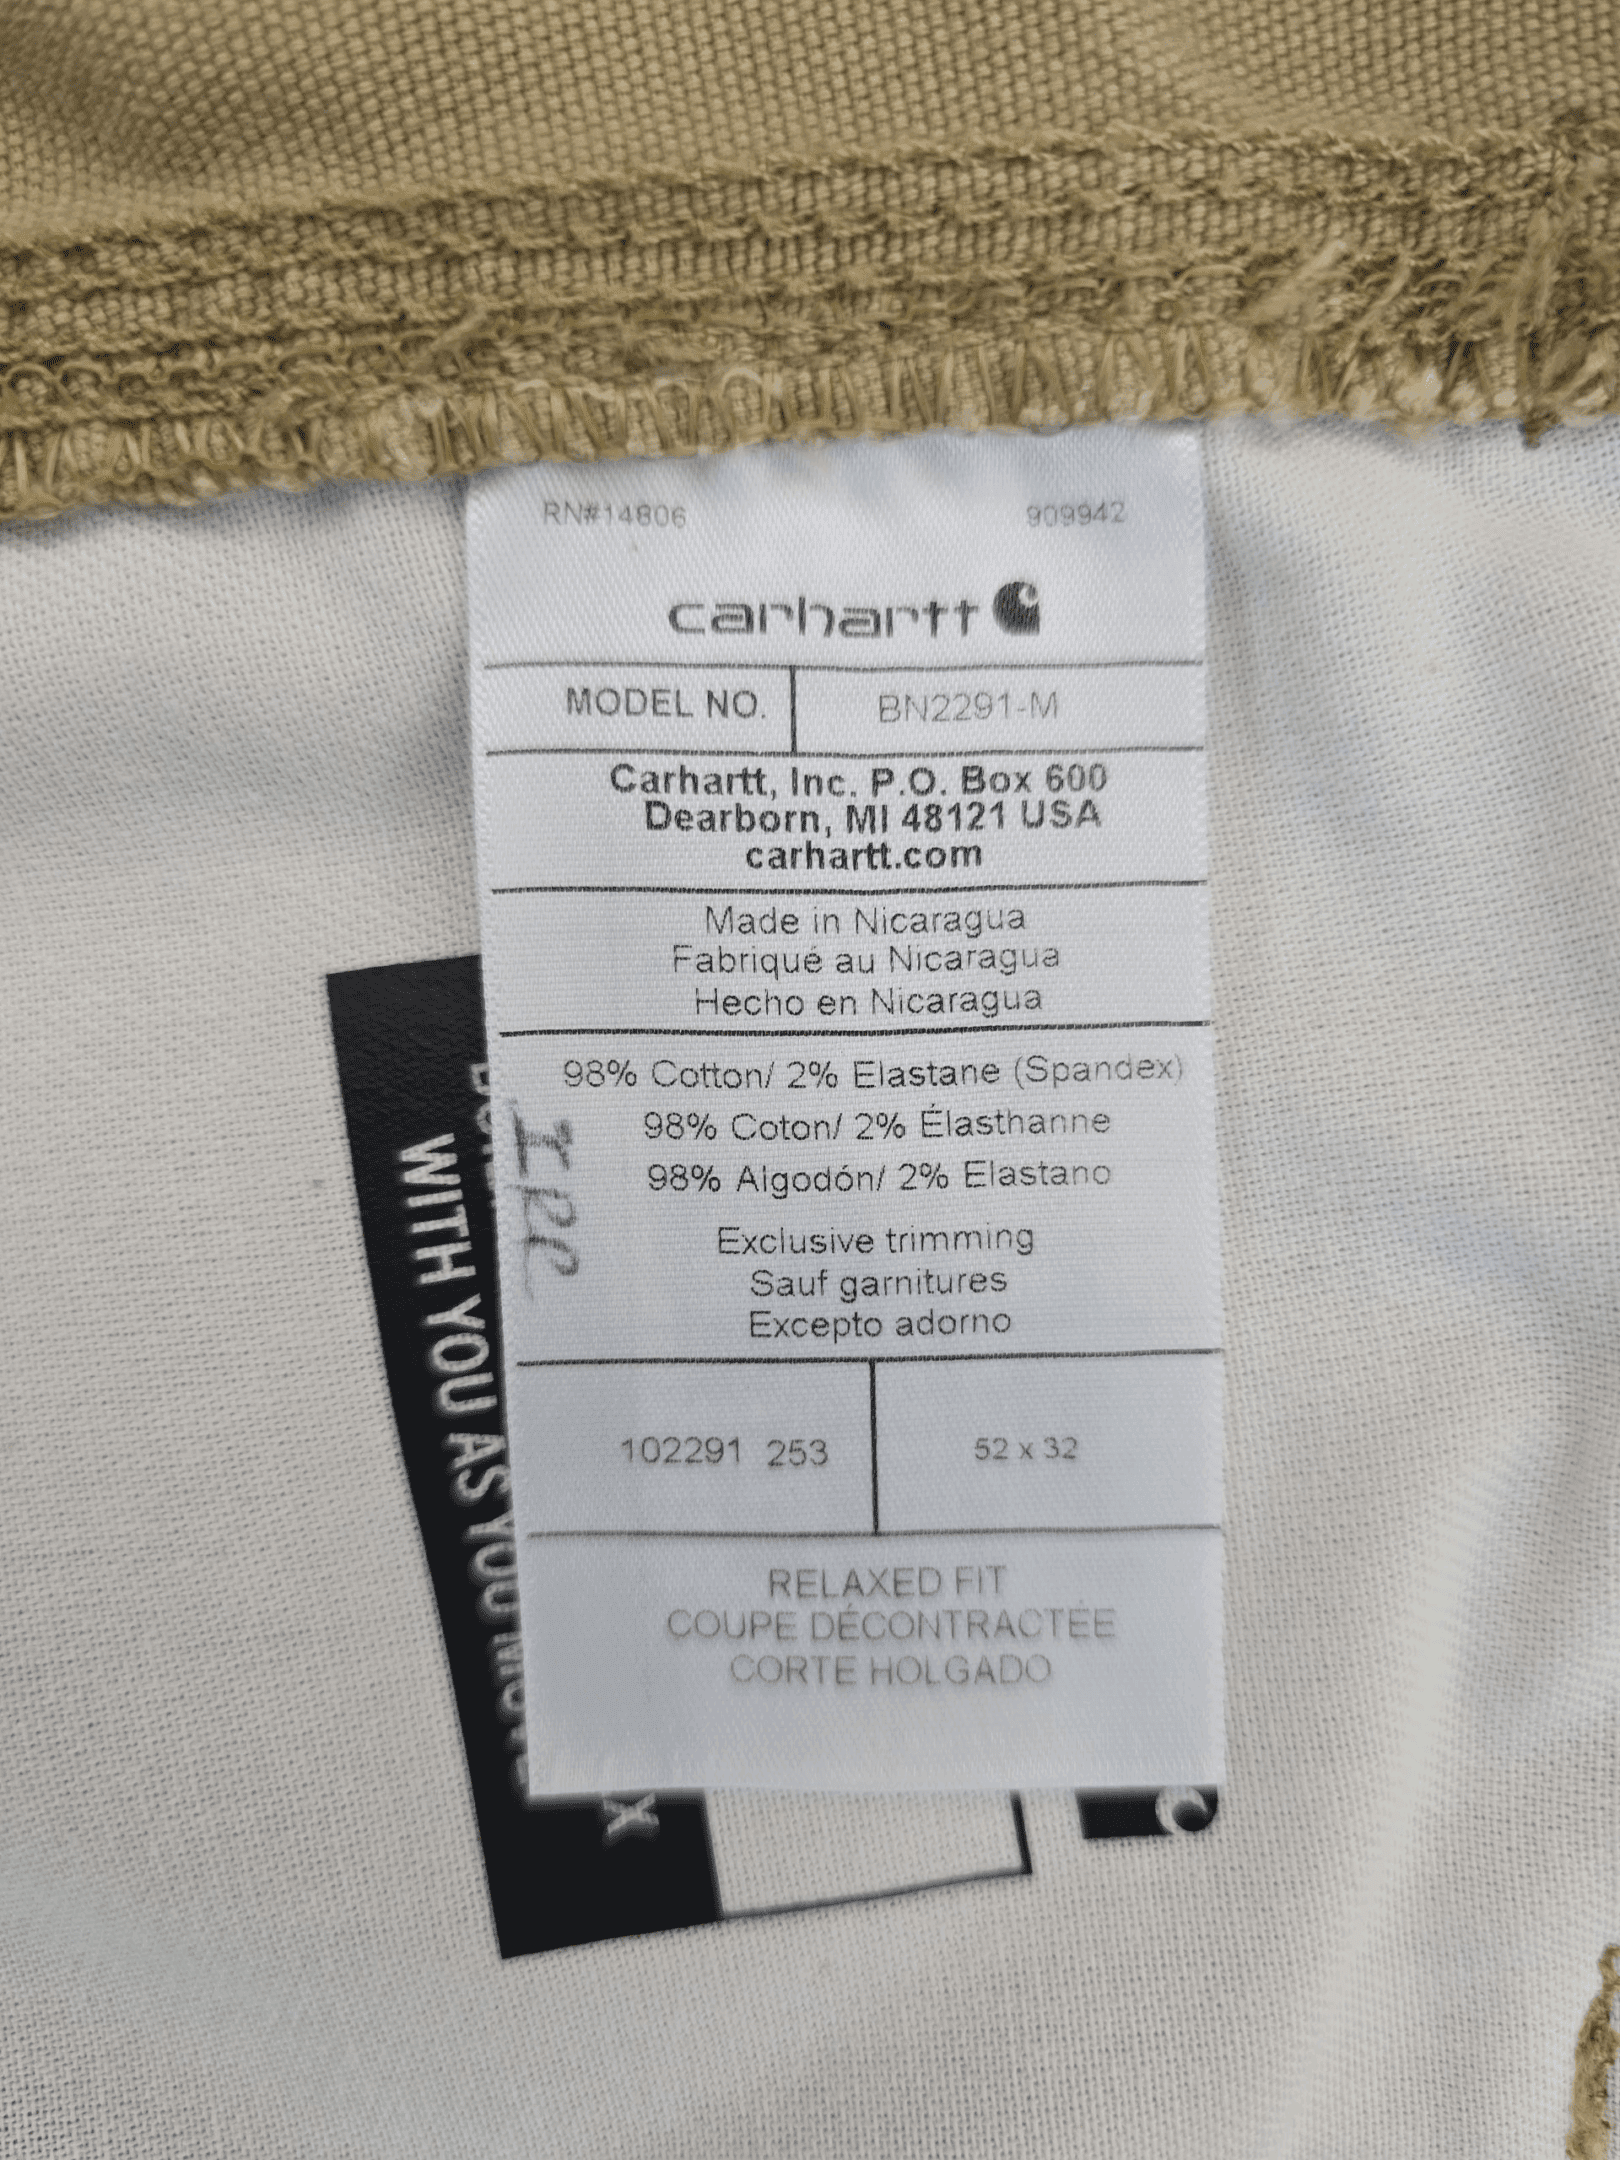 RN#14806 909942
carhartt
MODEL NO. BN2291-M
Carhartt, Inc. P.O. Box 600
Dearborn, MI 48121 USA
carhartt.com
Made in Nicaragua
Fabriqué au Nicaragua
Hecho en Nicaragua
98% Cotton/ 2% Elastane (Spandex)
98% Coton/ 2% Élasthanne
98% Algodón/ 2% Elastano
Exclusive trimming
Sauf garnitures
Excepto adorno
102291 253 52 x 32
RELAXED FIT
COUPE DÉCONTRACTÉE
CORTE HOLGADO
WITH YOU AS YOU